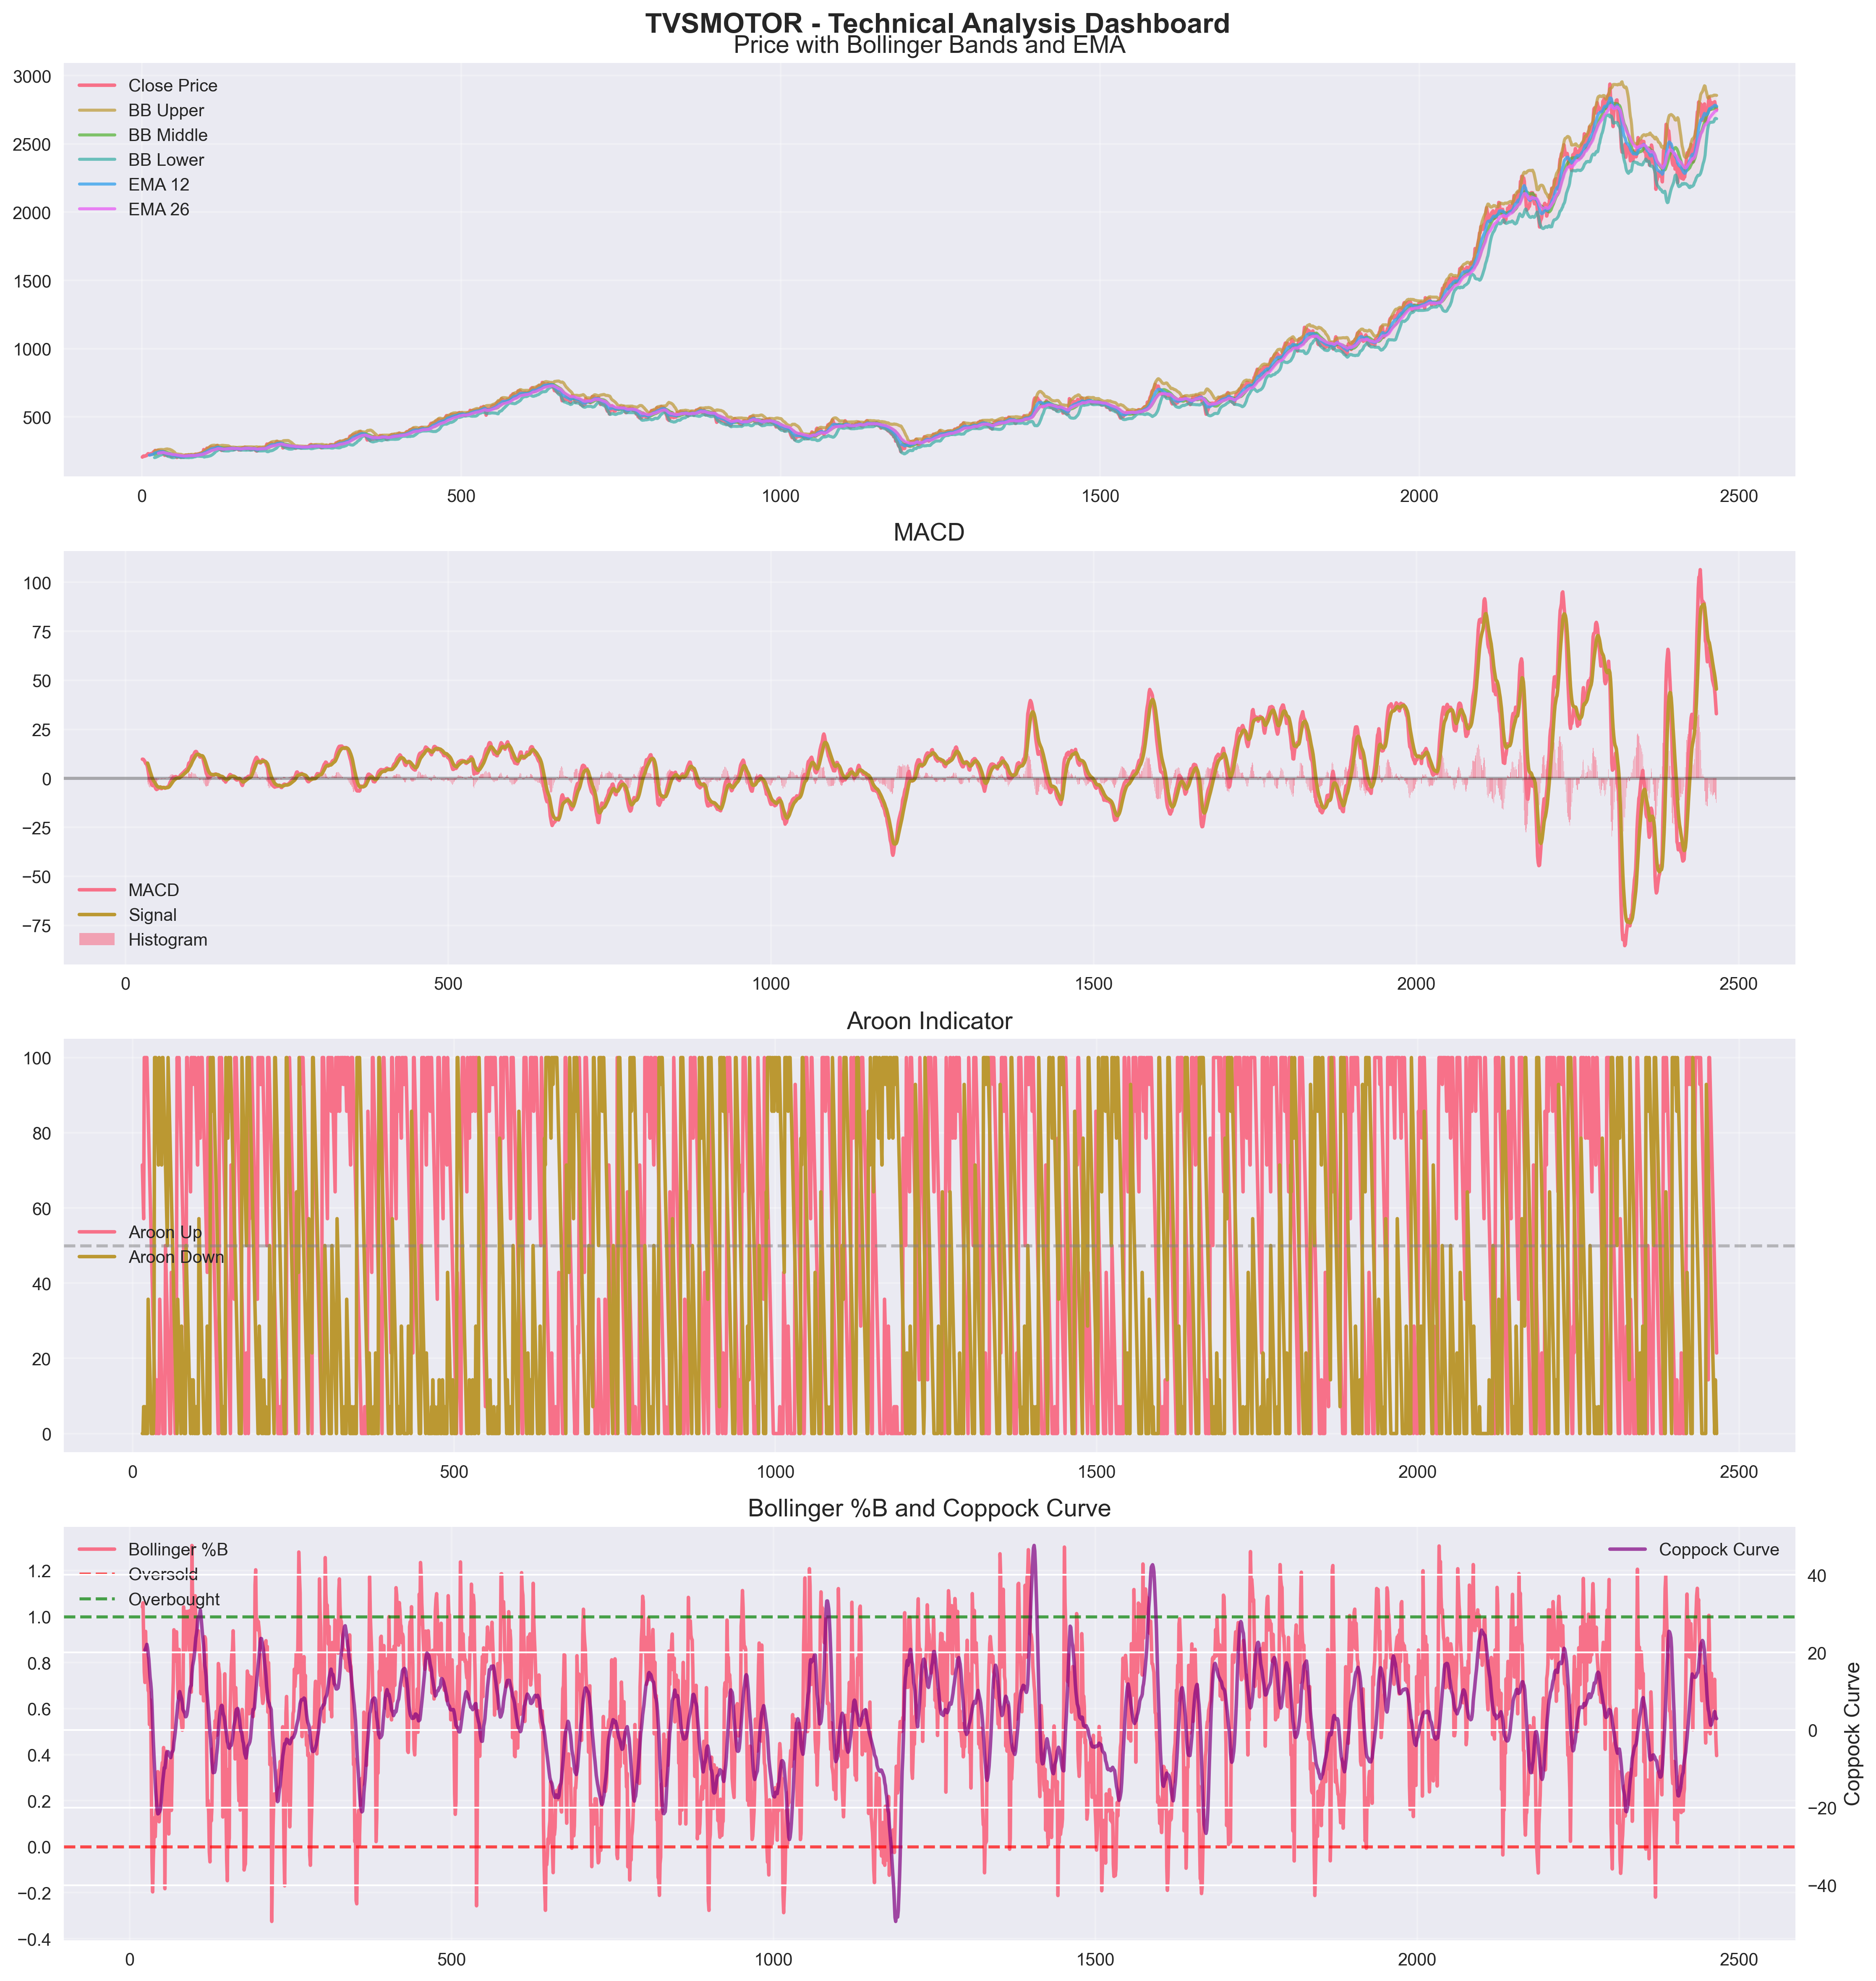 TVSMOTOR - Technical Analysis Dashboard
Price with Bollinger Bands and EMA
3000
2500
2000
1500
1000
500
Close Price
BB Upper
BB Middle
BB Lower
EMA 12
EMA 26
0 500 1000 1500 2000 2500
MACD
100
75
50
25
0
−25
−50
−75
MACD
Signal
Histogram
0 500 1000 1500 2000 2500
Aroon Indicator
100
80
60
40
20
0
Aroon Up
Aroon Down
0 500 1000 1500 2000 2500
Bollinger %B and Coppock Curve
1.2
1.0
0.8
0.6
0.4
0.2
0.0
−0.2
−0.4
Bollinger %B
Oversold
Overbought
Coppock Curve
40
20
0
−20
−40
Coppock Curve
0 500 1000 1500 2000 2500